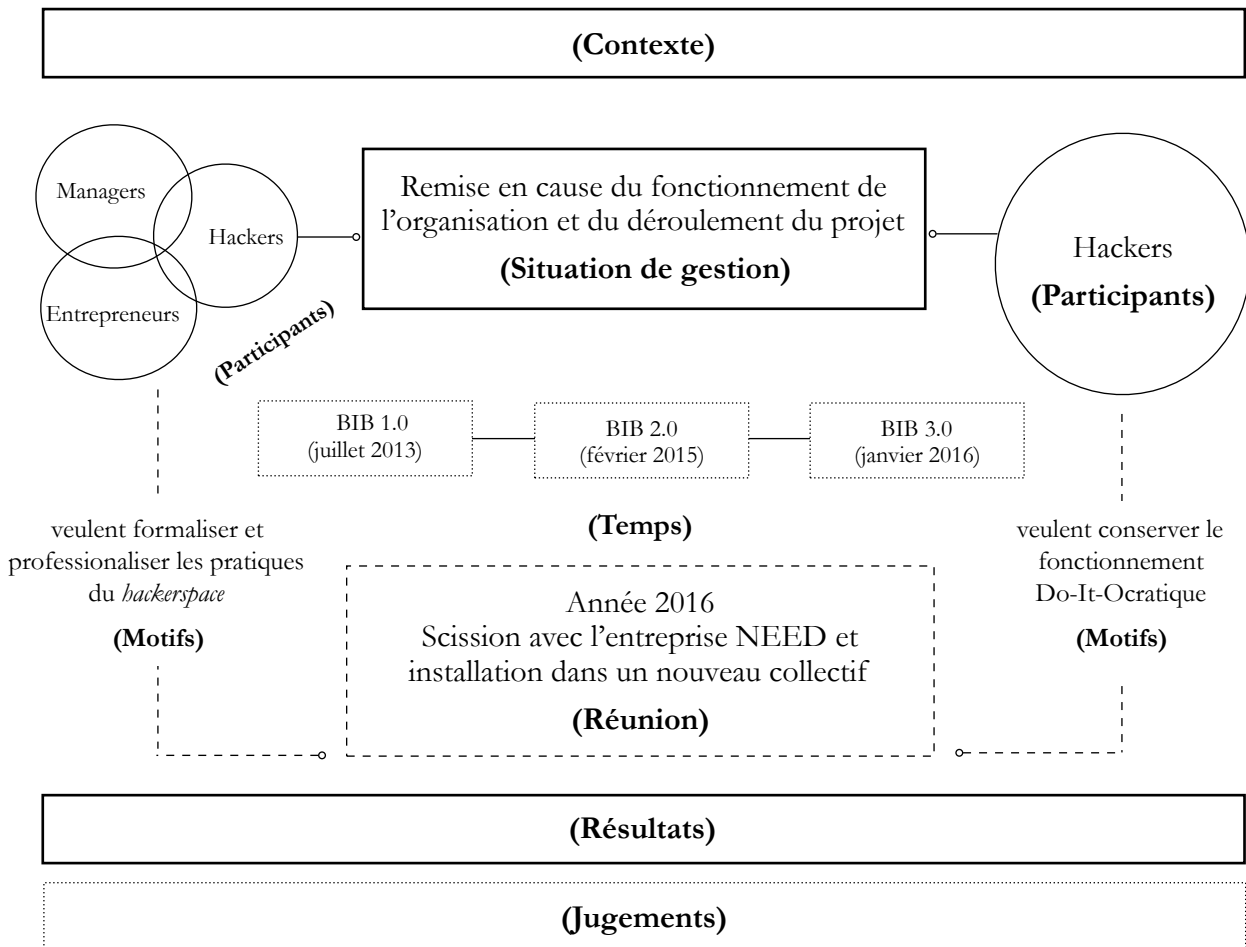 (Contexte)
Managers
Hackers
Entrepreneurs
(Participants)
Remise en cause du fonctionnement de
l’organisation et du déroulement du projet
(Situation de gestion)
Hackers
(Participants)
BIB 1.0
(juillet 2013)
BIB 2.0
(février 2015)
BIB 3.0
(janvier 2016)
(Temps)
veulent formaliser et
professionaliser les pratiques
du hackerspace
(Motifs)
Année 2016
Scission avec l’entreprise NEED et
installation dans un nouveau collectif
(Réunion)
veulent conserver le
fonctionnement
Do-It-Ocratique
(Motifs)
(Résultats)
(Jugements)